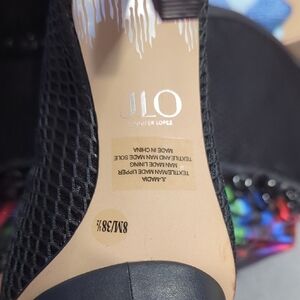 JLO
JENNIFER LOPEZ
JL-MADIA
TEXTILE/MAN MADE UPPER
MAN MADE LINING
TEXTILE AND MAN MADE SOLE
MADE IN CHINA
8M/38½